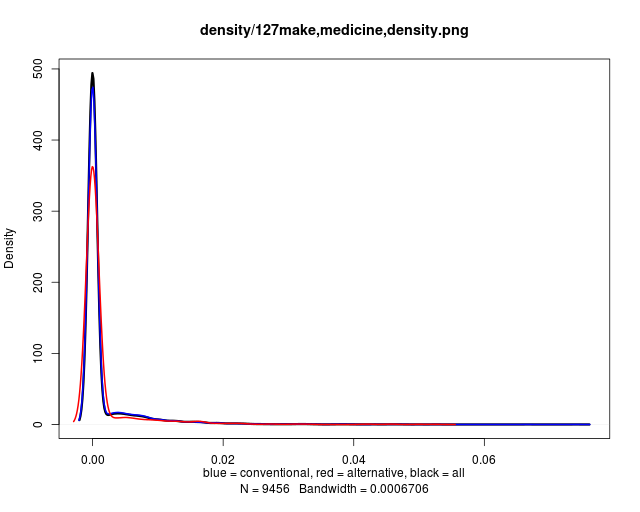 density/127make,medicine,density.png
500
400
300
200
100
0
Density
0.00 0.02 0.04 0.06
blue = conventional, red = alternative, black = all
N = 9456 Bandwidth = 0.0006706